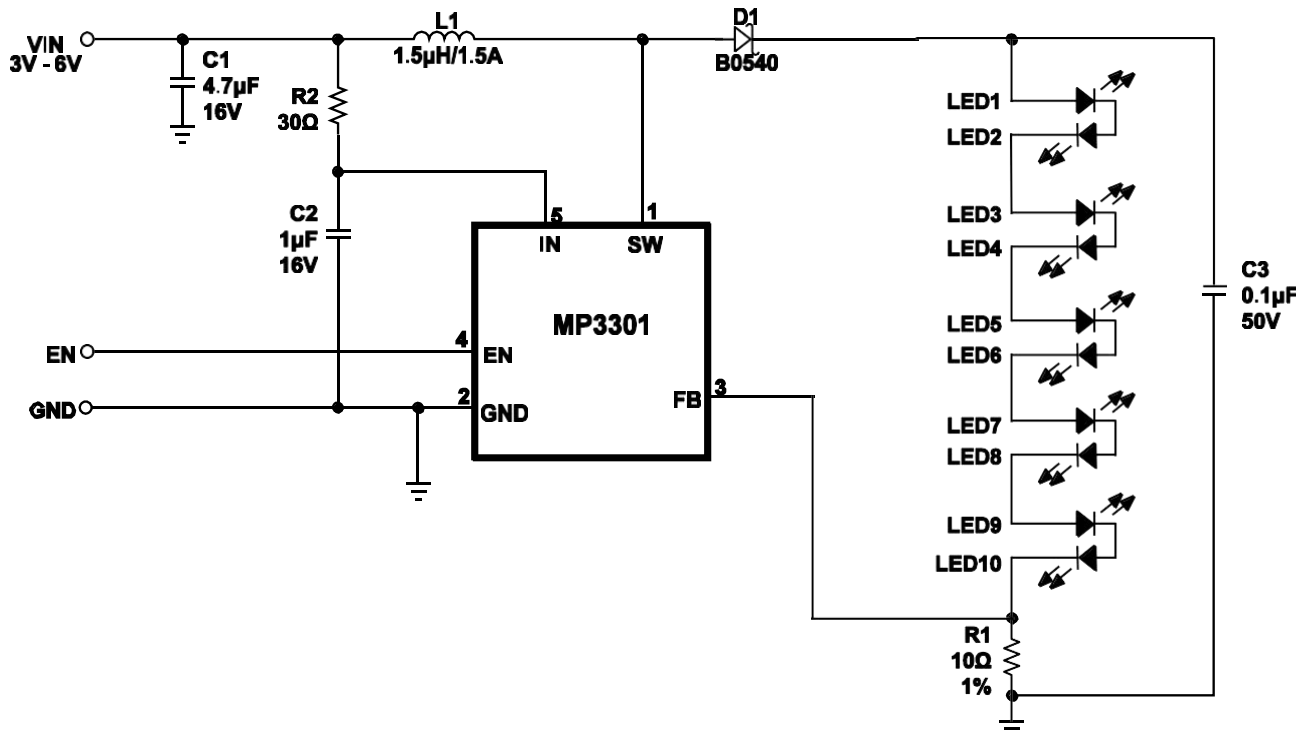 VIN
3V - 6V
C1
4.7µF
16V
R2
30Ω
L1
1.5µH/1.5A
D1
B0540
C2
1µF
16V
5
IN
1
SW
MP3301
EN
4
EN
GND
2
GND
3
FB
LED1
LED2
LED3
LED4
LED5
LED6
LED7
LED8
LED9
LED10
C3
0.1µF
50V
R1
10Ω
1%